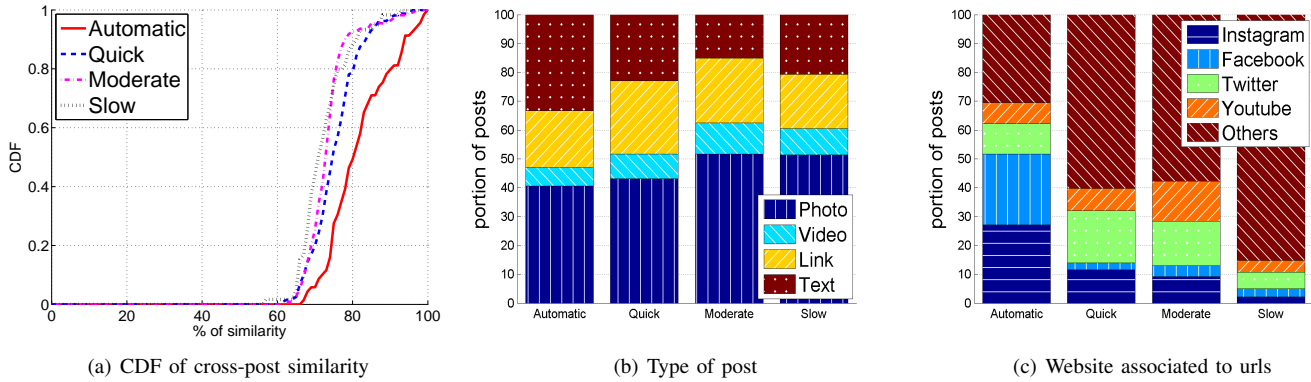 1
0.8
0.6
0.4
0.2
0
CDF
0 20 40 60 80 100
% of similarity
Automatic
Quick
Moderate
Slow
(a) CDF of cross-post similarity
100
90
80
70
60
50
40
30
20
10
0
portion of posts
Automatic Quick Moderate Slow
Photo
Video
Link
Text
(b) Type of post
100
90
80
70
60
50
40
30
20
10
0
portion of posts
Automatic Quick Moderate Slow
Instagram
Facebook
Twitter
Youtube
Others
(c) Website associated to urls